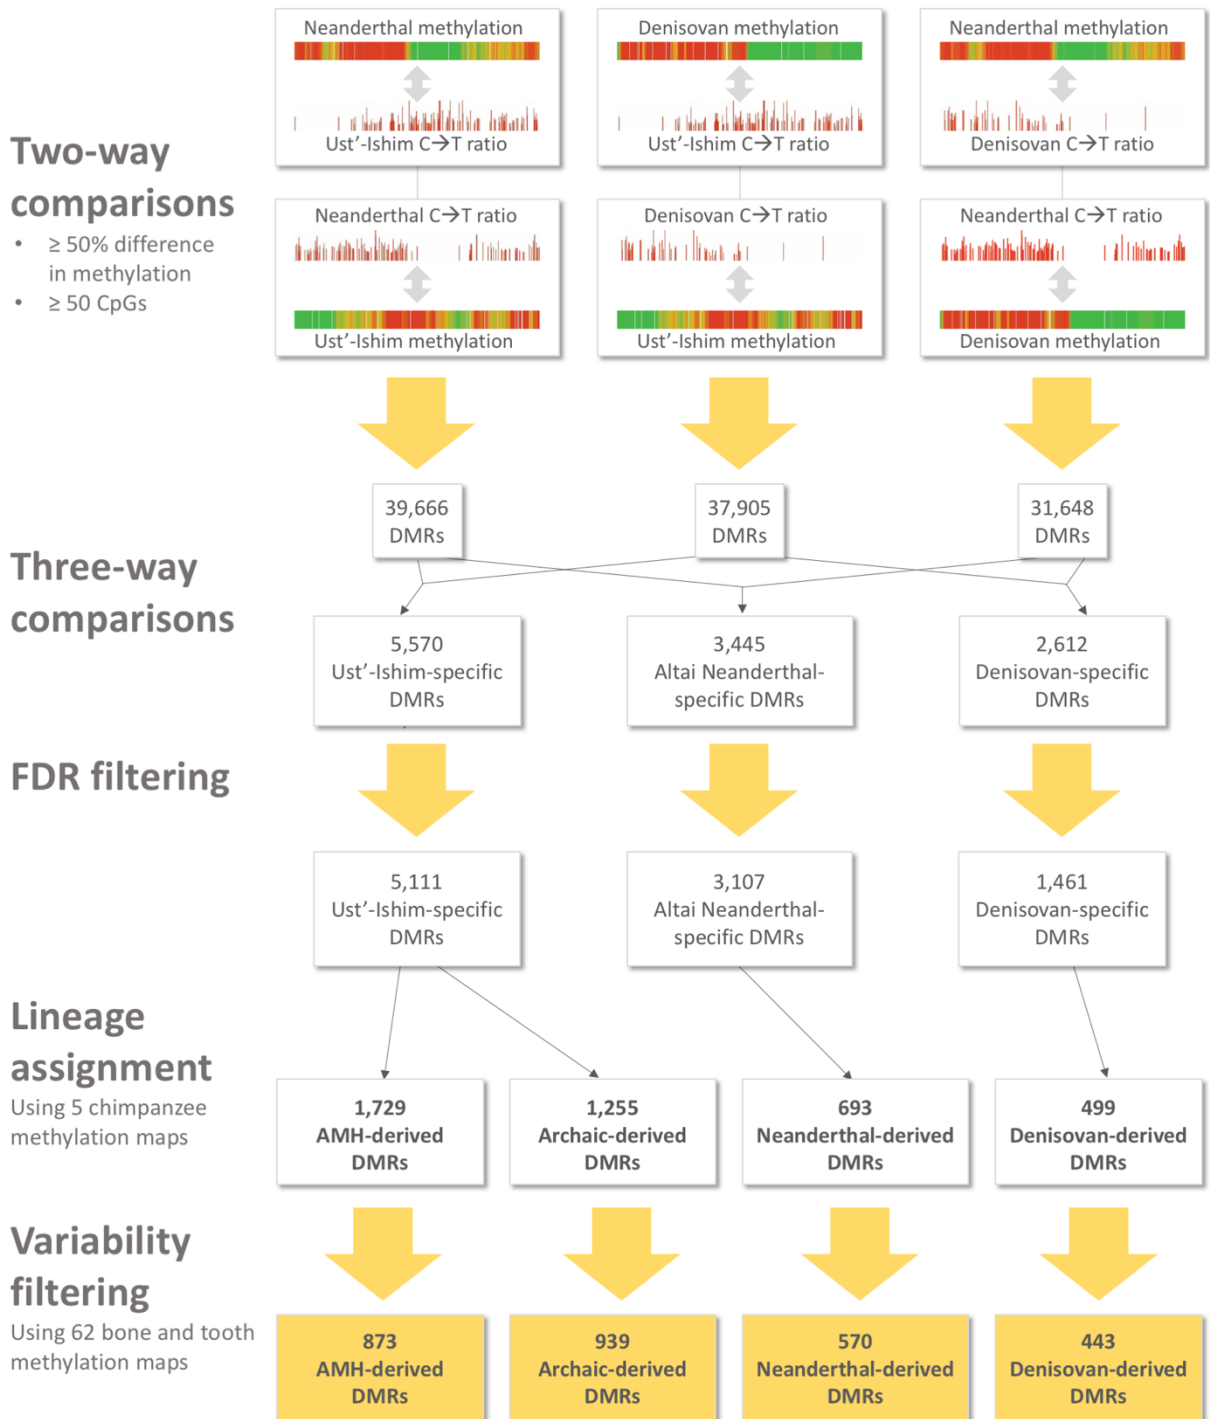 Neanderthal methylation
Ust’-Ishim C→T ratio
Denisovan methylation
Ust’-Ishim C→T ratio
Neanderthal methylation
Denisovan C→T ratio
Two-way
comparisons
• ≥ 50% difference
in methylation
• ≥ 50 CpGs
Neanderthal C→T ratio
Ust’-Ishim methylation
Denisovan C→T ratio
Ust’-Ishim methylation
Neanderthal C→T ratio
Denisovan methylation
39,666
DMRs
37,905
DMRs
31,648
DMRs
Three-way
comparisons
5,570
Ust’-Ishim-specific
DMRs
3,445
Altai Neanderthal-
specific DMRs
2,612
Denisovan-specific
DMRs
FDR filtering
5,111
Ust’-Ishim-specific
DMRs
3,107
Altai Neanderthal-
specific DMRs
1,461
Denisovan-specific
DMRs
Lineage
assignment
Using 5 chimpanzee
methylation maps
1,729
AMH-derived
DMRs
1,255
Archaic-derived
DMRs
693
Neanderthal-derived
DMRs
499
Denisovan-derived
DMRs
Variability
filtering
Using 62 bone and tooth
methylation maps
873
AMH-derived
DMRs
939
Archaic-derived
DMRs
570
Neanderthal-derived
DMRs
443
Denisovan-derived
DMRs